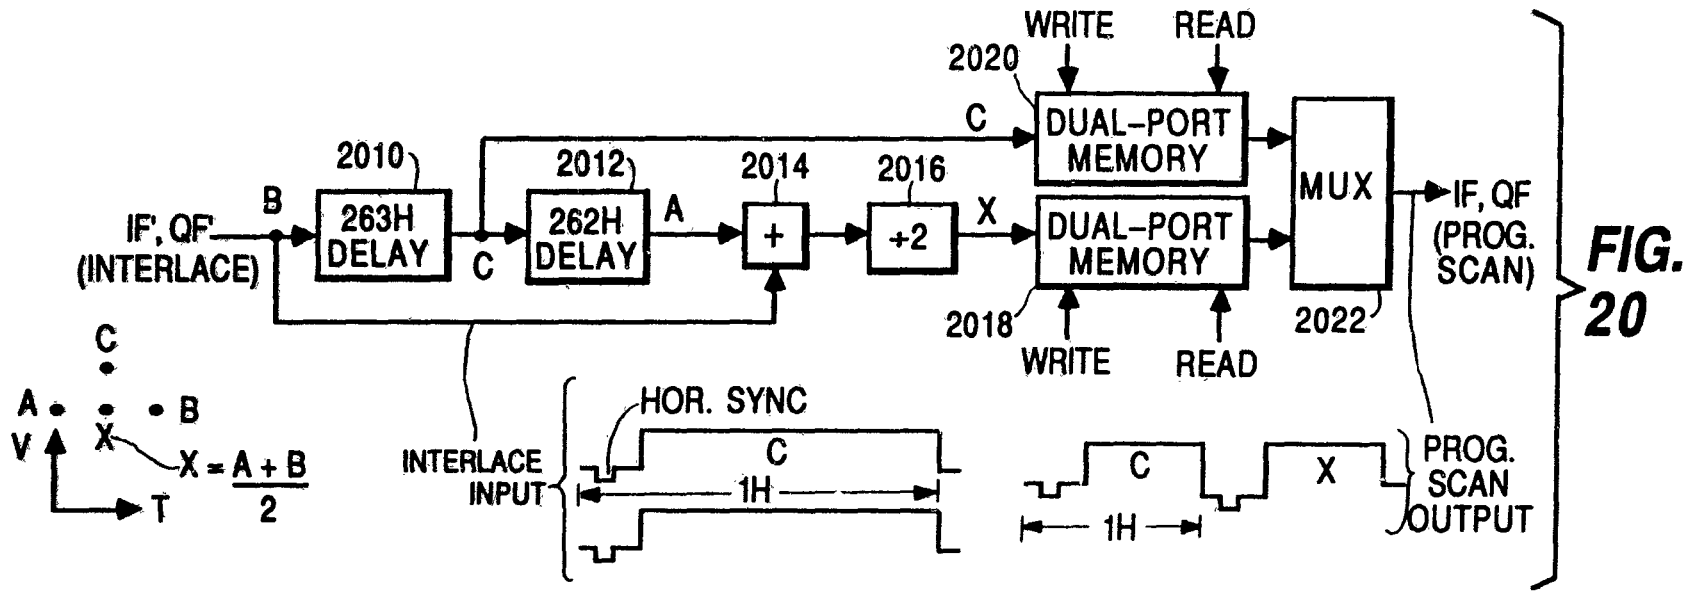 WRITE READ
2020
C
DUAL-PORT
MEMORY
2010
2012
2014
2016
B
263H
DELAY
C
262H
DELAY
A
+
÷2
X
DUAL-PORT
MEMORY
MUX
IF', QF'
(INTERLACE)
IF, QF
(PROG.
SCAN)
2018
2022
WRITE READ
FIG.
20
C
A B
X
V
T
X = A + B
2
HOR. SYNC
INTERLACE
INPUT
C
1H
C
X
1H
PROG.
SCAN
OUTPUT